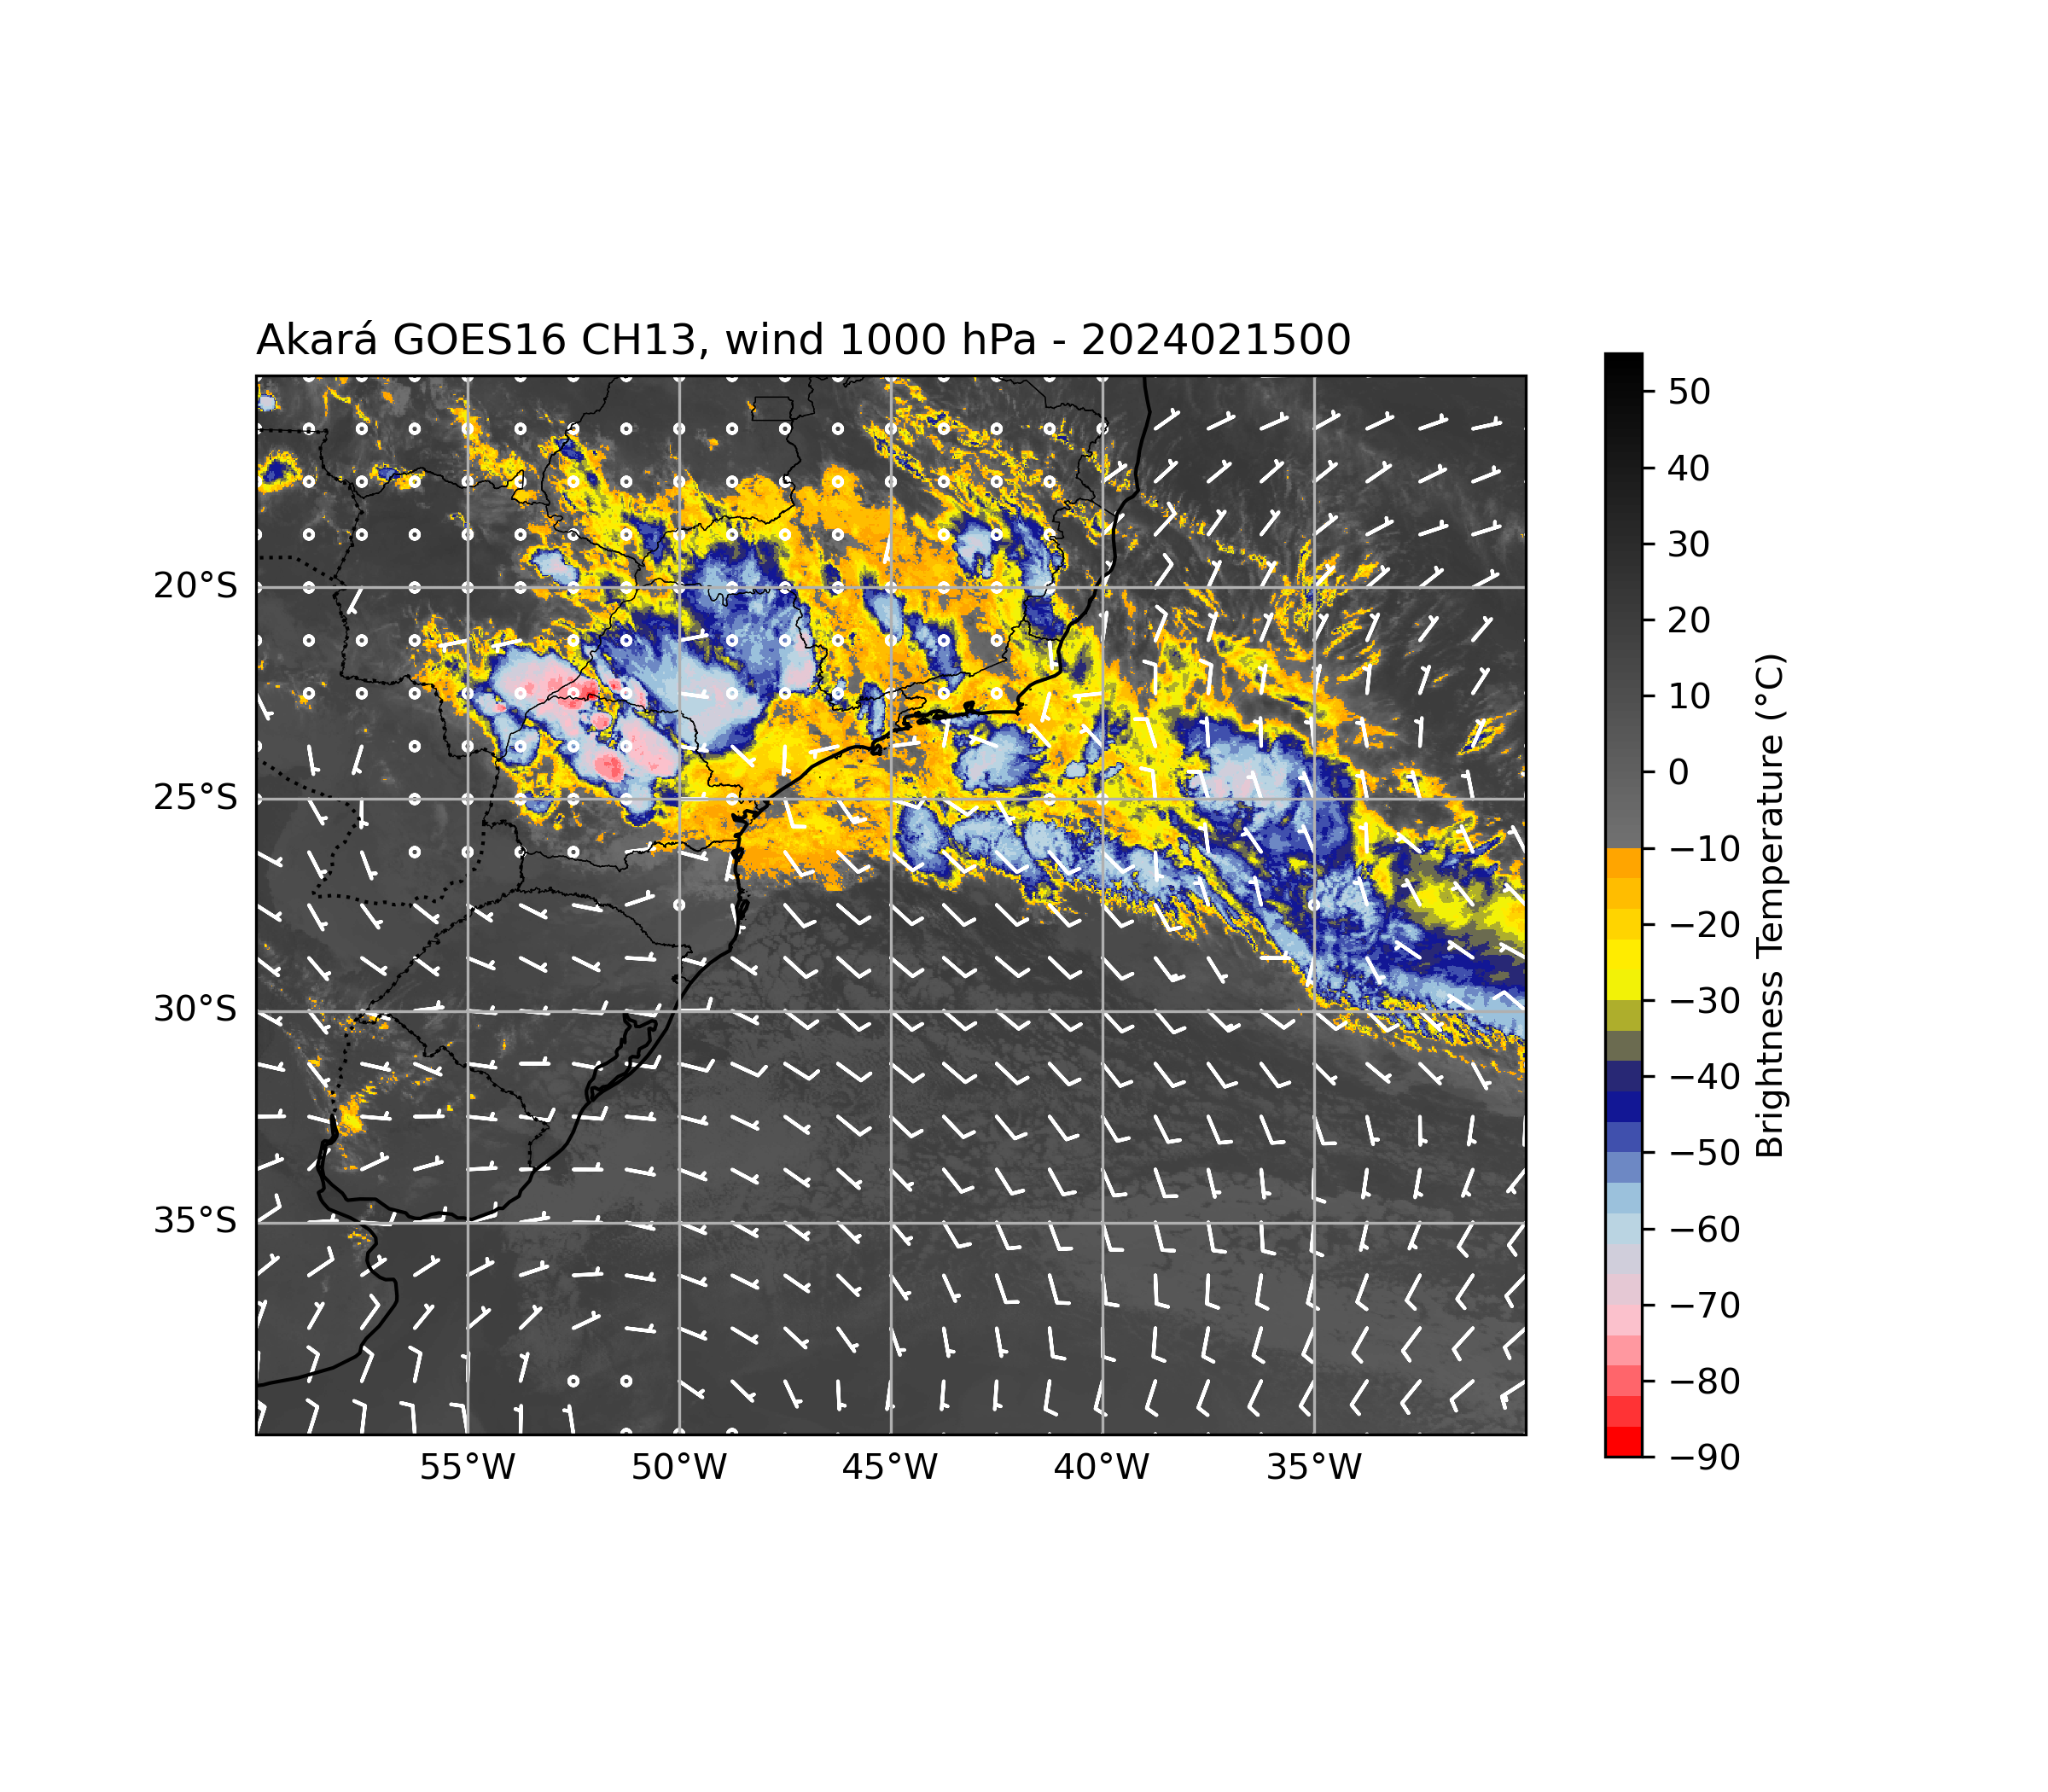 Akará GOES16 CH13, wind 1000 hPa - 2024021500
20°S
25°S
30°S
35°S
55°W
50°W
45°W
40°W
35°W
50
40
30
20
10
0
−10
−20
−30
−40
−50
−60
−70
−80
−90
Brightness Temperature (°C)